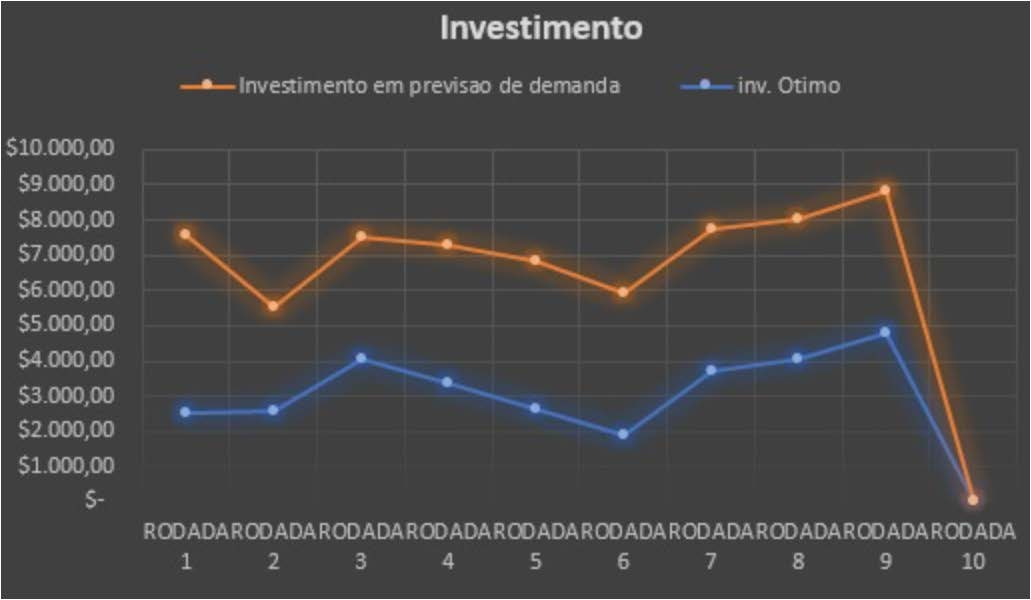 Investimento
Investimento em previsao de demanda inv. Otimo
$10.000,00
$9.000,00
$8.000,00
$7.000,00
$6.000,00
$5.000,00
$4.000,00
$3.000,00
$2.000,00
$1.000,00
$-
RODADA RODADA RODADA RODADA RODADA RODADA RODADA RODADA RODADA RODADA
1 2 3 4 5 6 7 8 9 10